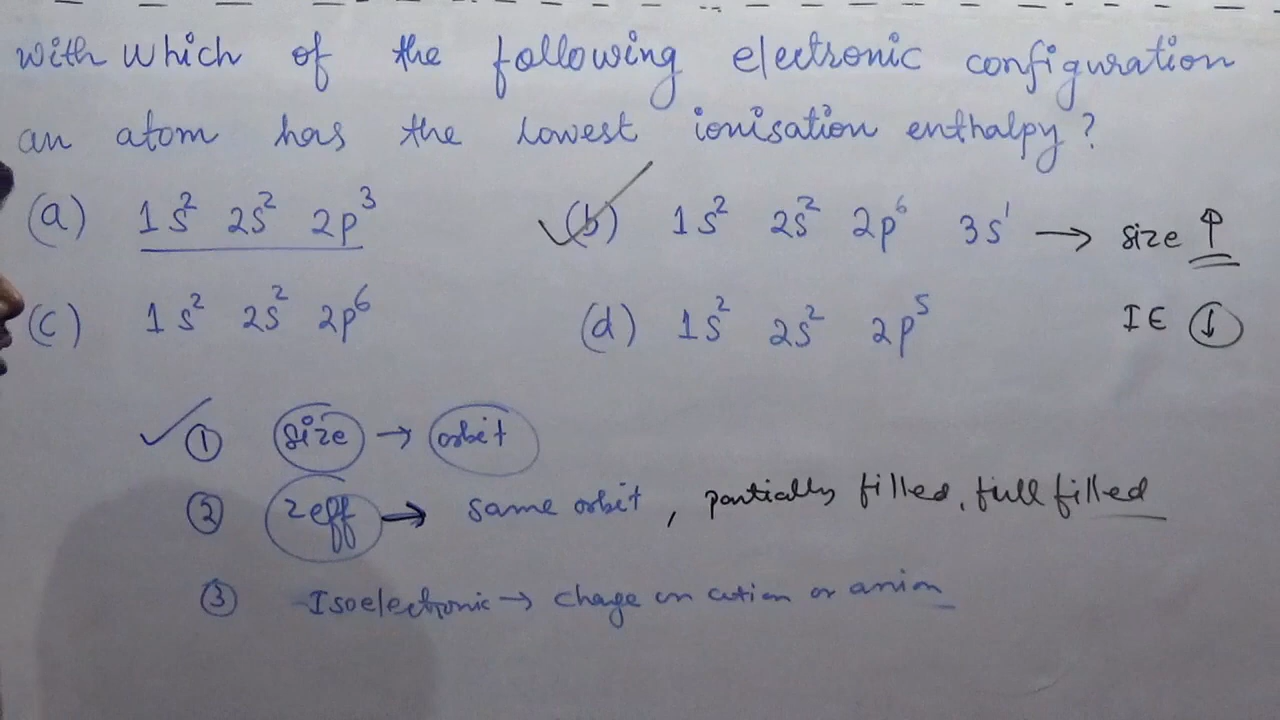 with which of the following electronic configuration
an atom has the lowest ionisation enthalpy?
(a) 1s² 2s² 2p³ (b) 1s² 2s² 2p⁶ 3s¹ → size ↑
(c) 1s² 2s² 2p⁶ (d) 1s² 2s² 2p⁵ IE ↓
① size → orbit
② zeff → same orbit, partially filled, full filled
③ Isoelectronic → charge on cation or anion